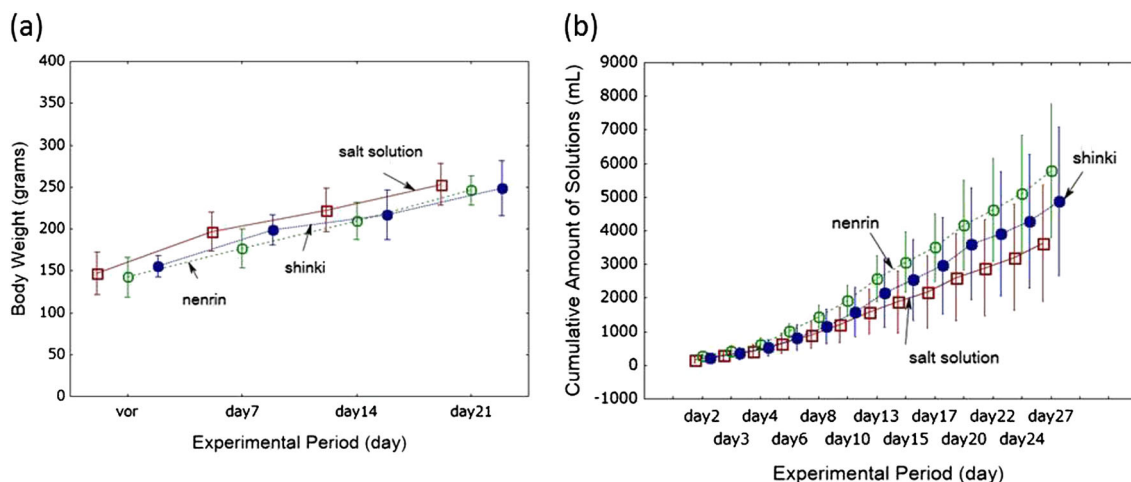 (a)
400
350
300
250
200
150
100
50
0
Body Weight (grams)
salt solution
shinki
nenrin
vor day7 day14 day21
Experimental Period (day)
(b)
9000
8000
7000
6000
5000
4000
3000
2000
1000
0
-1000
Cumulative Amount of Solutions (mL)
shinki
nenrin
salt solution
day2 day4 day8 day13 day17 day22 day27
day3 day6 day10 day15 day20 day24
Experimental Period (day)